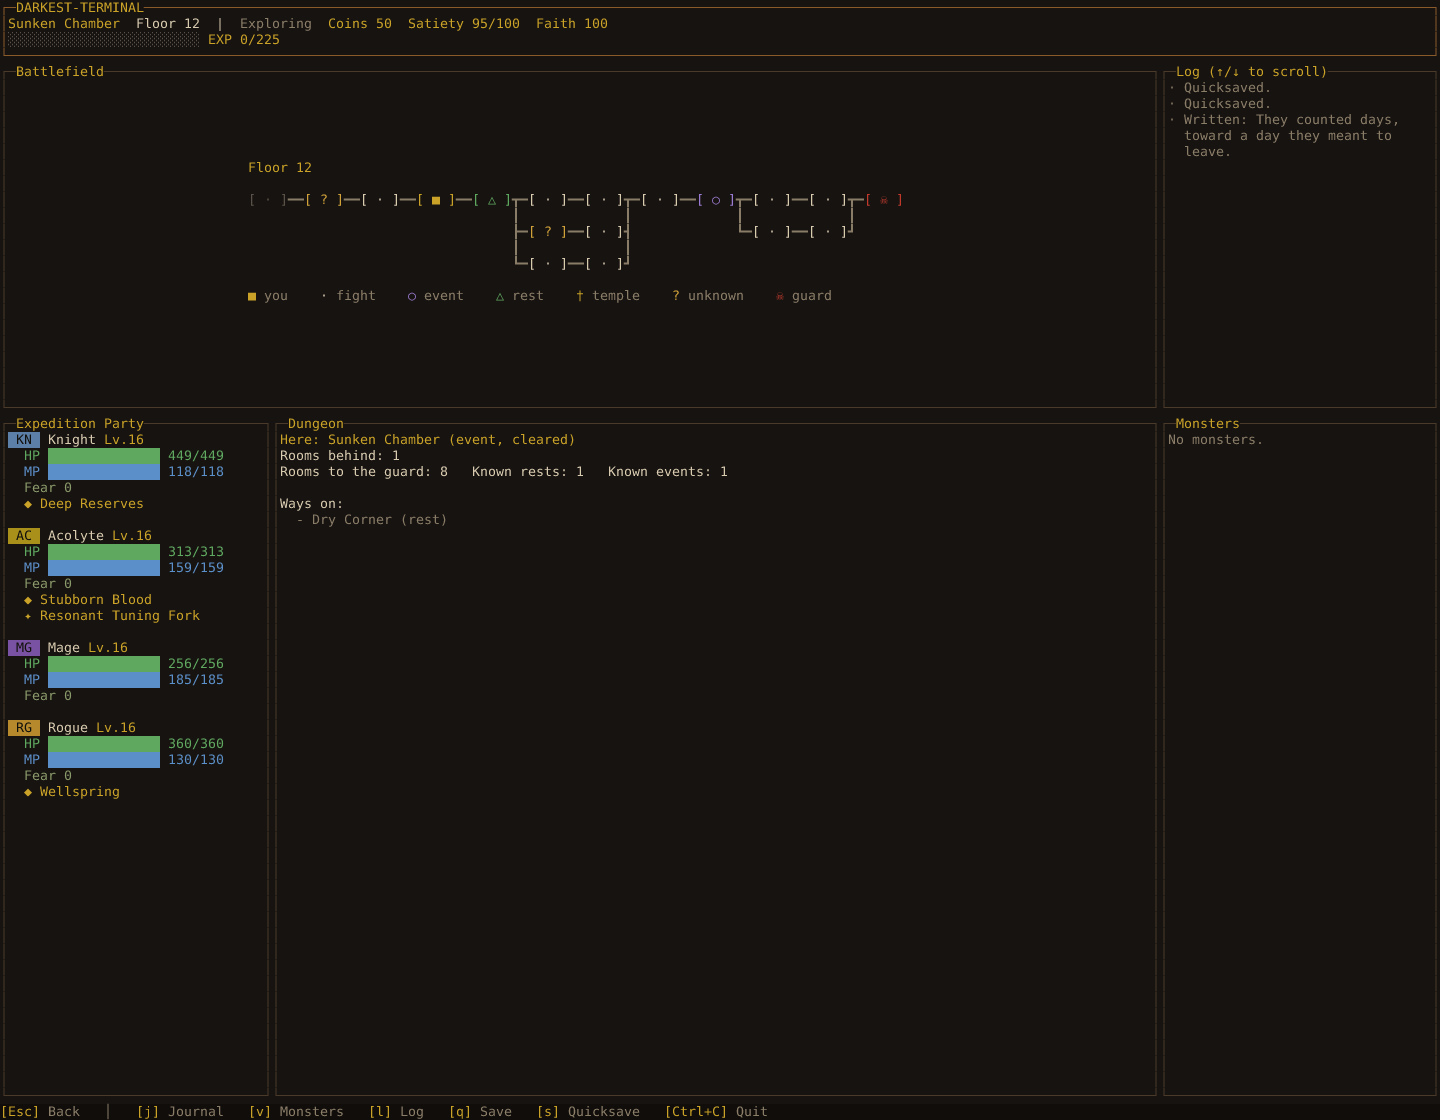 DARKEST-TERMINAL
Sunken Chamber  Floor 12  |  Exploring  Coins 50  Satiety 95/100  Faith 100
EXP 0/225
Battlefield
Floor 12
[ · ]──[ ? ]──[ · ]──[ ■ ]──[ △ ]┬─[ · ]──[ · ]┬─[ · ]──[ ○ ]┬─[ · ]──[ · ]┬─[ ☠ ]
├─[ ? ]──[ · ]┤ └─[ · ]──[ · ]┘
└─[ · ]──[ · ]┘
■ you    · fight    ○ event    △ rest    † temple    ? unknown    ☠ guard
Log (↑/↓ to scroll)
· Quicksaved.
· Quicksaved.
· Written: They counted days,
toward a day they meant to
leave.
Expedition Party
KN Knight Lv.16
HP 449/449
MP 118/118
Fear 0
◆ Deep Reserves
AC Acolyte Lv.16
HP 313/313
MP 159/159
Fear 0
◆ Stubborn Blood
✦ Resonant Tuning Fork
MG Mage Lv.16
HP 256/256
MP 185/185
Fear 0
RG Rogue Lv.16
HP 360/360
MP 130/130
Fear 0
◆ Wellspring
Dungeon
Here: Sunken Chamber (event, cleared)
Rooms behind: 1
Rooms to the guard: 8   Known rests: 1   Known events: 1
Ways on:
- Dry Corner (rest)
Monsters
No monsters.
[Esc] Back  |  [j] Journal  [v] Monsters  [l] Log  [q] Save  [s] Quicksave  [Ctrl+C] Quit